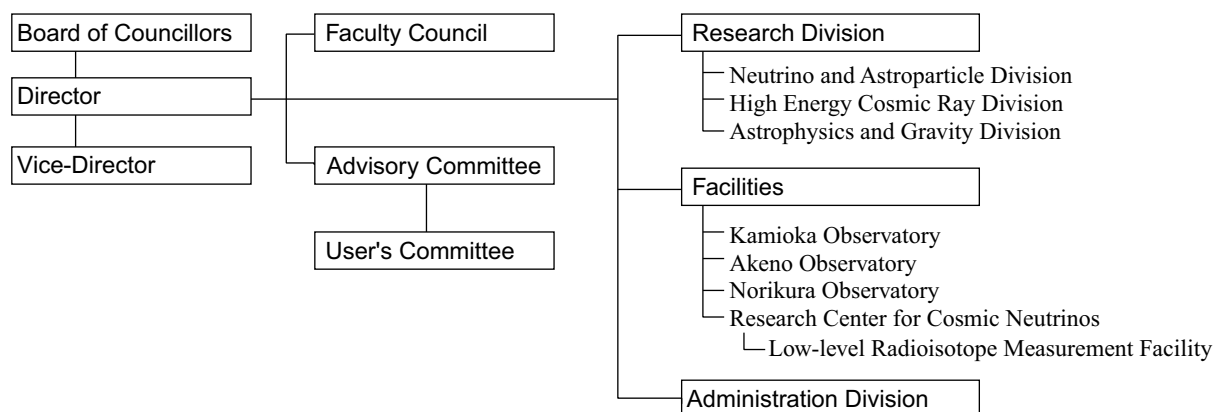 Board of Councillors
Director
Vice-Director
Faculty Council
Advisory Committee
User's Committee
Research Division
Neutrino and Astroparticle Division
High Energy Cosmic Ray Division
Astrophysics and Gravity Division
Facilities
Kamioka Observatory
Akeno Observatory
Norikura Observatory
Research Center for Cosmic Neutrinos
Low-level Radioisotope Measurement Facility
Administration Division